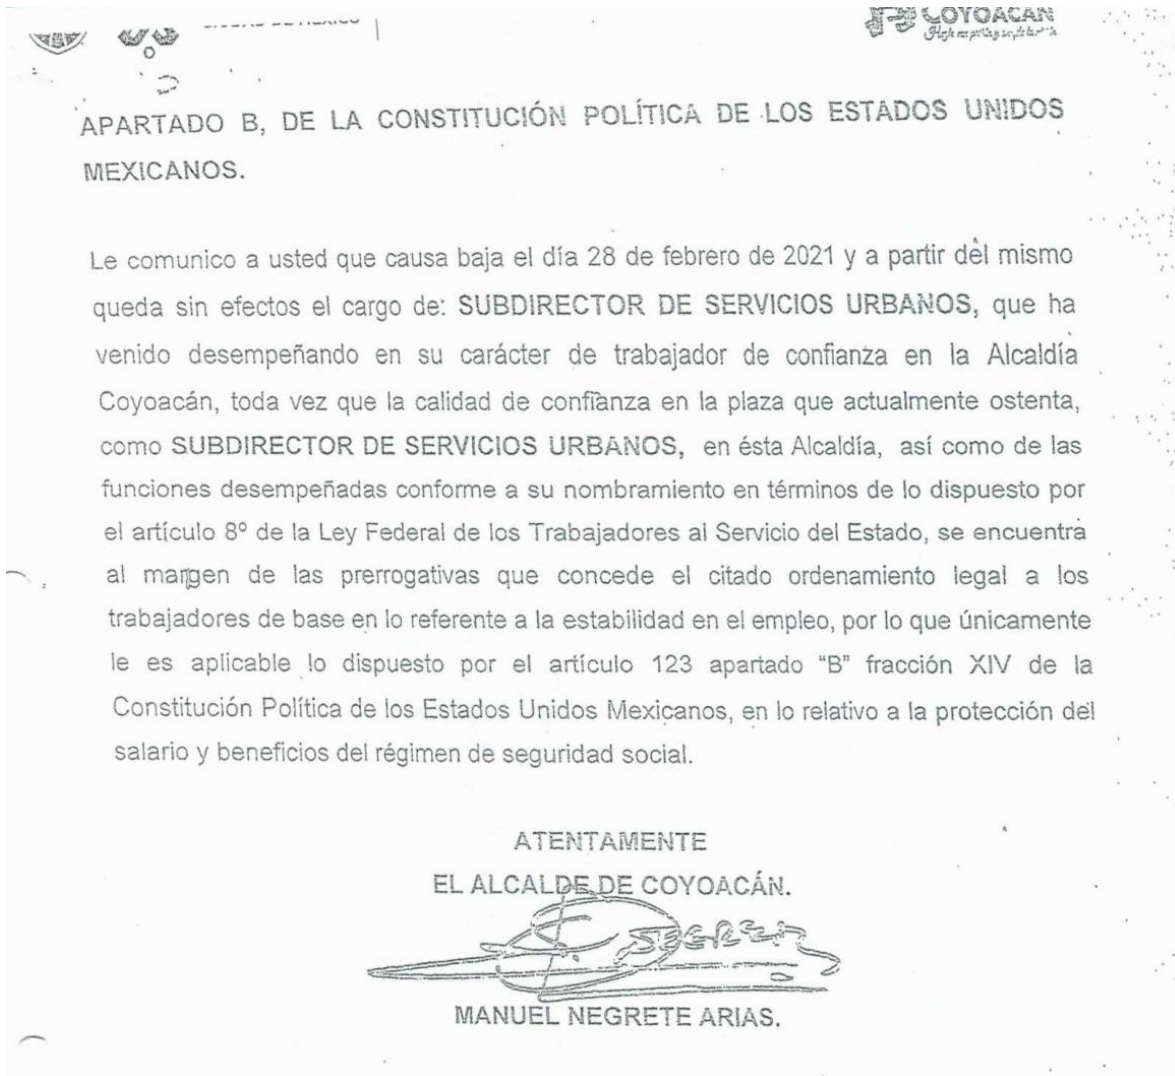 COYOACÁN
APARTADO B, DE LA CONSTITUCIÓN POLÍTICA DE LOS ESTADOS UNIDOS
MEXICANOS.
Le comunico a usted que causa baja el día 28 de febrero de 2021 y a partir del mismo
queda sin efectos el cargo de: SUBDIRECTOR DE SERVICIOS URBANOS, que ha
venido desempeñando en su carácter de trabajador de confianza en la Alcaldía
Coyoacán, toda vez que la calidad de confianza en la plaza que actualmente ostenta,
como SUBDIRECTOR DE SERVICIOS URBANOS, en ésta Alcaldía, así como de las
funciones desempeñadas conforme a su nombramiento en términos de lo dispuesto por
el artículo 8º de la Ley Federal de los Trabajadores al Servicio del Estado, se encuentra
al margen de las prerrogativas que concede el citado ordenamiento legal a los
trabajadores de base en lo referente a la estabilidad en el empleo, por lo que únicamente
le es aplicable lo dispuesto por el artículo 123 apartado “B” fracción XIV de la
Constitución Política de los Estados Unidos Mexicanos, en lo relativo a la protección del
salario y beneficios del régimen de seguridad social.
ATENTAMENTE
EL ALCALDE DE COYOACÁN.
MANUEL NEGRETE ARIAS.